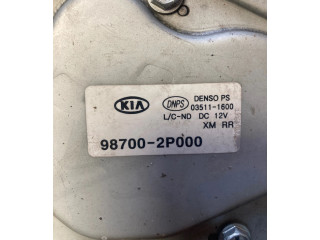 KIA DNPS DENSO PS
03511-1600
L/C-ND DC 12V
XM RR
98700-2P000